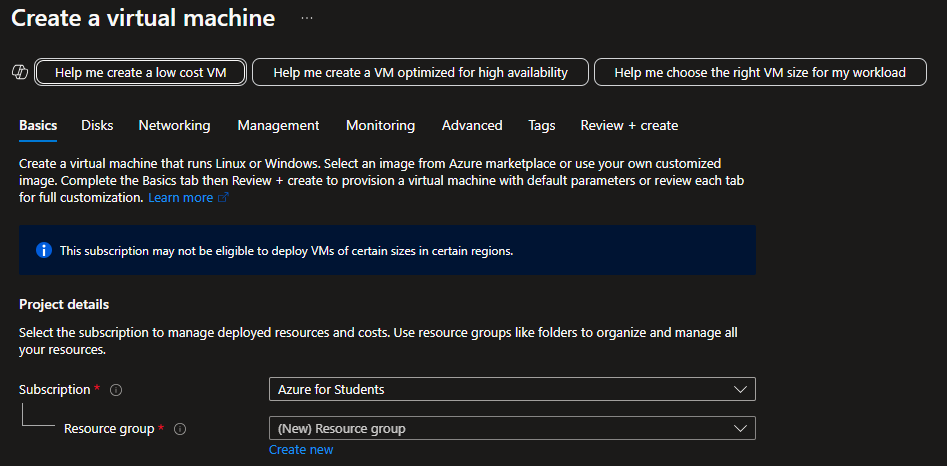 Create a virtual machine ...
Help me create a low cost VM
Help me create a VM optimized for high availability
Help me choose the right VM size for my workload
Basics
Disks
Networking
Management
Monitoring
Advanced
Tags
Review + create
Create a virtual machine that runs Linux or Windows. Select an image from Azure marketplace or use your own customized
image. Complete the Basics tab then Review + create to provision a virtual machine with default parameters or review each tab
for full customization. Learn more
This subscription may not be eligible to deploy VMs of certain sizes in certain regions.
Project details
Select the subscription to manage deployed resources and costs. Use resource groups like folders to organize and manage all
your resources.
Subscription *
Azure for Students
Resource group *
(New) Resource group
Create new